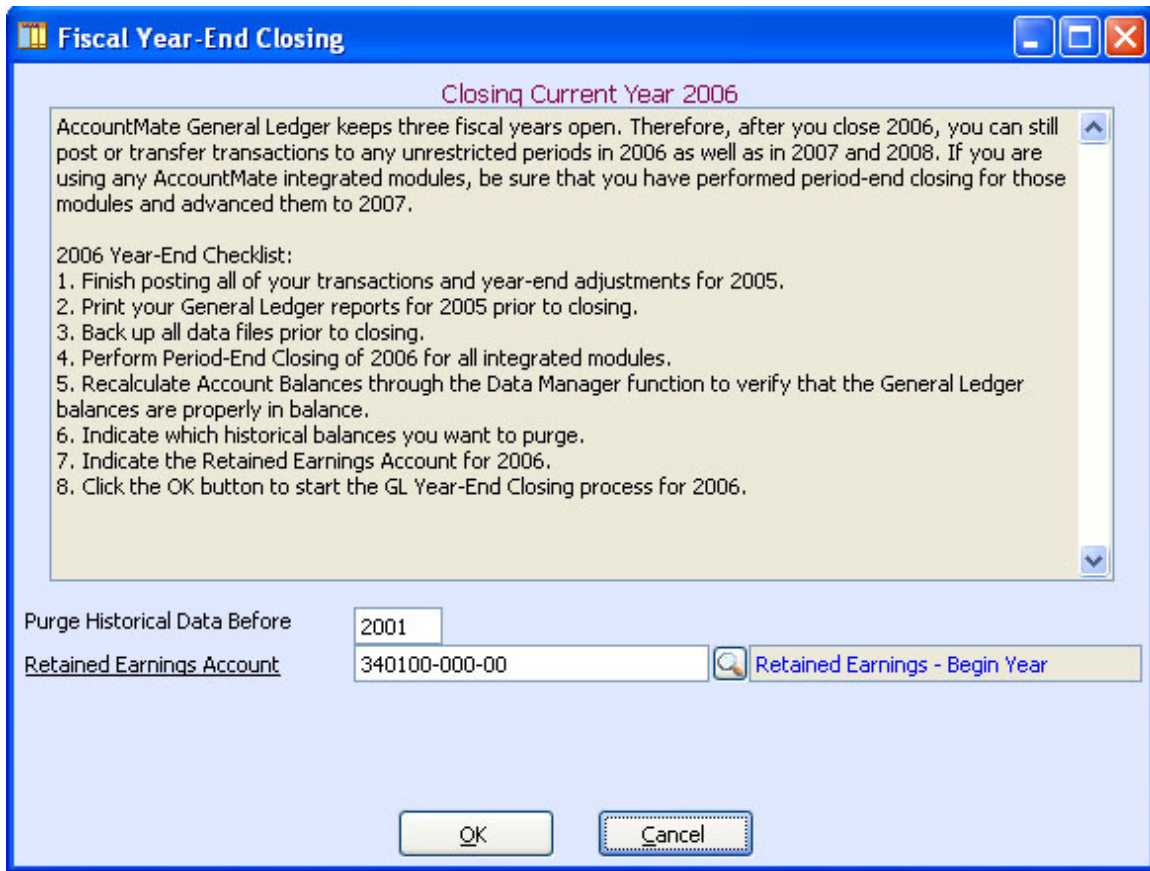 Fiscal Year-End Closing
Closing Current Year 2006
AccountMate General Ledger keeps three fiscal years open. Therefore, after you close 2006, you can still
post or transfer transactions to any unrestricted periods in 2006 as well as in 2007 and 2008. If you are
using any AccountMate integrated modules, be sure that you have performed period-end closing for those
modules and advanced them to 2007.
2006 Year-End Checklist:
1. Finish posting all of your transactions and year-end adjustments for 2005.
2. Print your General Ledger reports for 2005 prior to closing.
3. Back up all data files prior to closing.
4. Perform Period-End Closing of 2006 for all integrated modules.
5. Recalculate Account Balances through the Data Manager function to verify that the General Ledger
balances are properly in balance.
6. Indicate which historical balances you want to purge.
7. Indicate the Retained Earnings Account for 2006.
8. Click the OK button to start the GL Year-End Closing process for 2006.
Purge Historical Data Before 2001
Retained Earnings Account 340100-000-00 Retained Earnings - Begin Year
OK Cancel